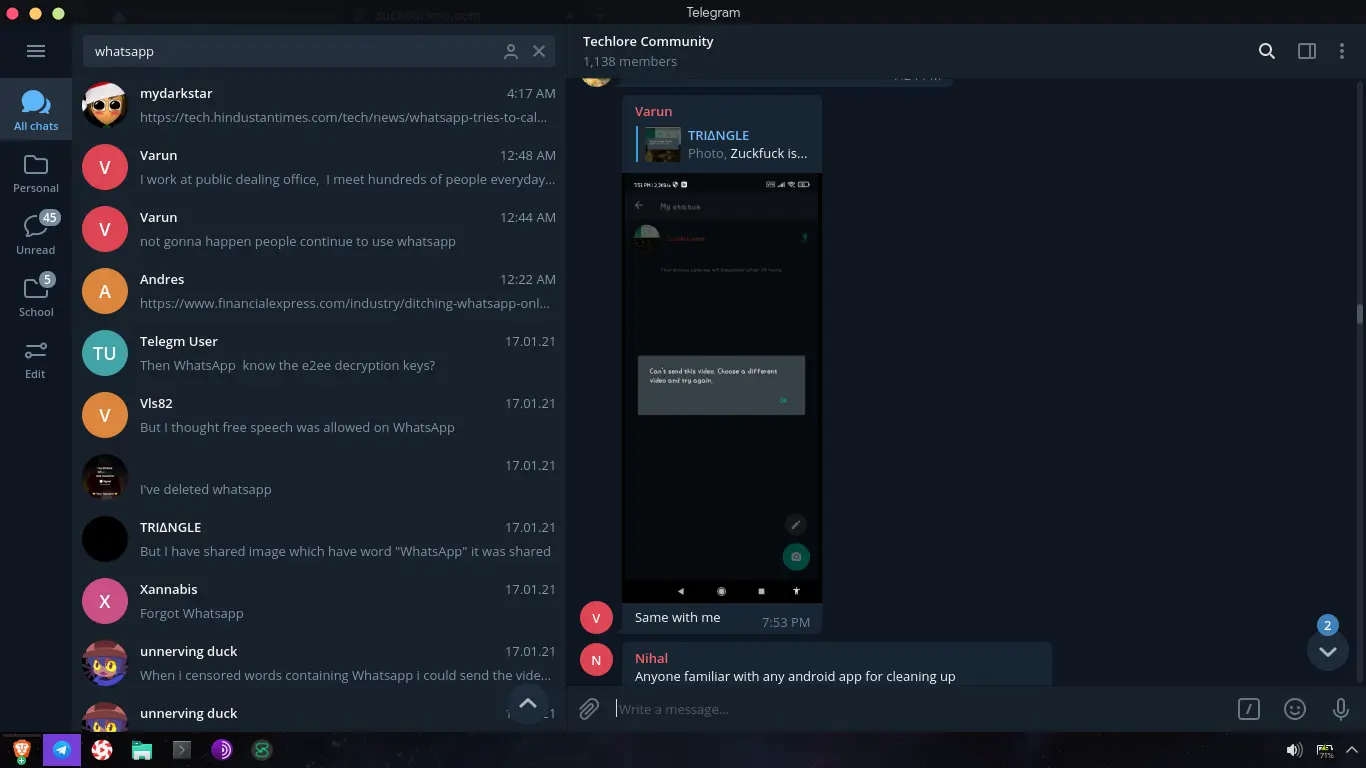 Telegram
whatsapp
All chats
Personal
45
Unread
5
School
Edit
mydarkstar
4:17 AM
https://tech.hindustantimes.com/tech/news/whatsapp-tries-to-cal...
V
Varun
12:48 AM
I work at public dealing office, I meet hundreds of people everyday...
V
Varun
12:44 AM
not gonna happen people continue to use whatsapp
A
Andres
12:22 AM
https://www.financialexpress.com/industry/ditching-whatsapp-onl...
TU
Telegm User
17.01.21
Then WhatsApp know the e2ee decryption keys?
V
Vls82
17.01.21
But I thought free speech was allowed on WhatsApp
17.01.21
I've deleted whatsapp
TRIΔNGLE
17.01.21
But I have shared image which have word "WhatsApp" it was shared
X
Xannabis
17.01.21
Forgot Whatsapp
unnerving duck
17.01.21
When i censored words containing Whatsapp i could send the vide...
unnerving duck
Techlore Community
1,138 members
Varun
TRIΔNGLE
Photo, Zuckfuck is...
My status
Can't send this video. Choose a different
video and try again.
OK
V
Same with me
7:53 PM
N
Nihal
Anyone familiar with any android app for cleaning up
2
Write a message...
71%